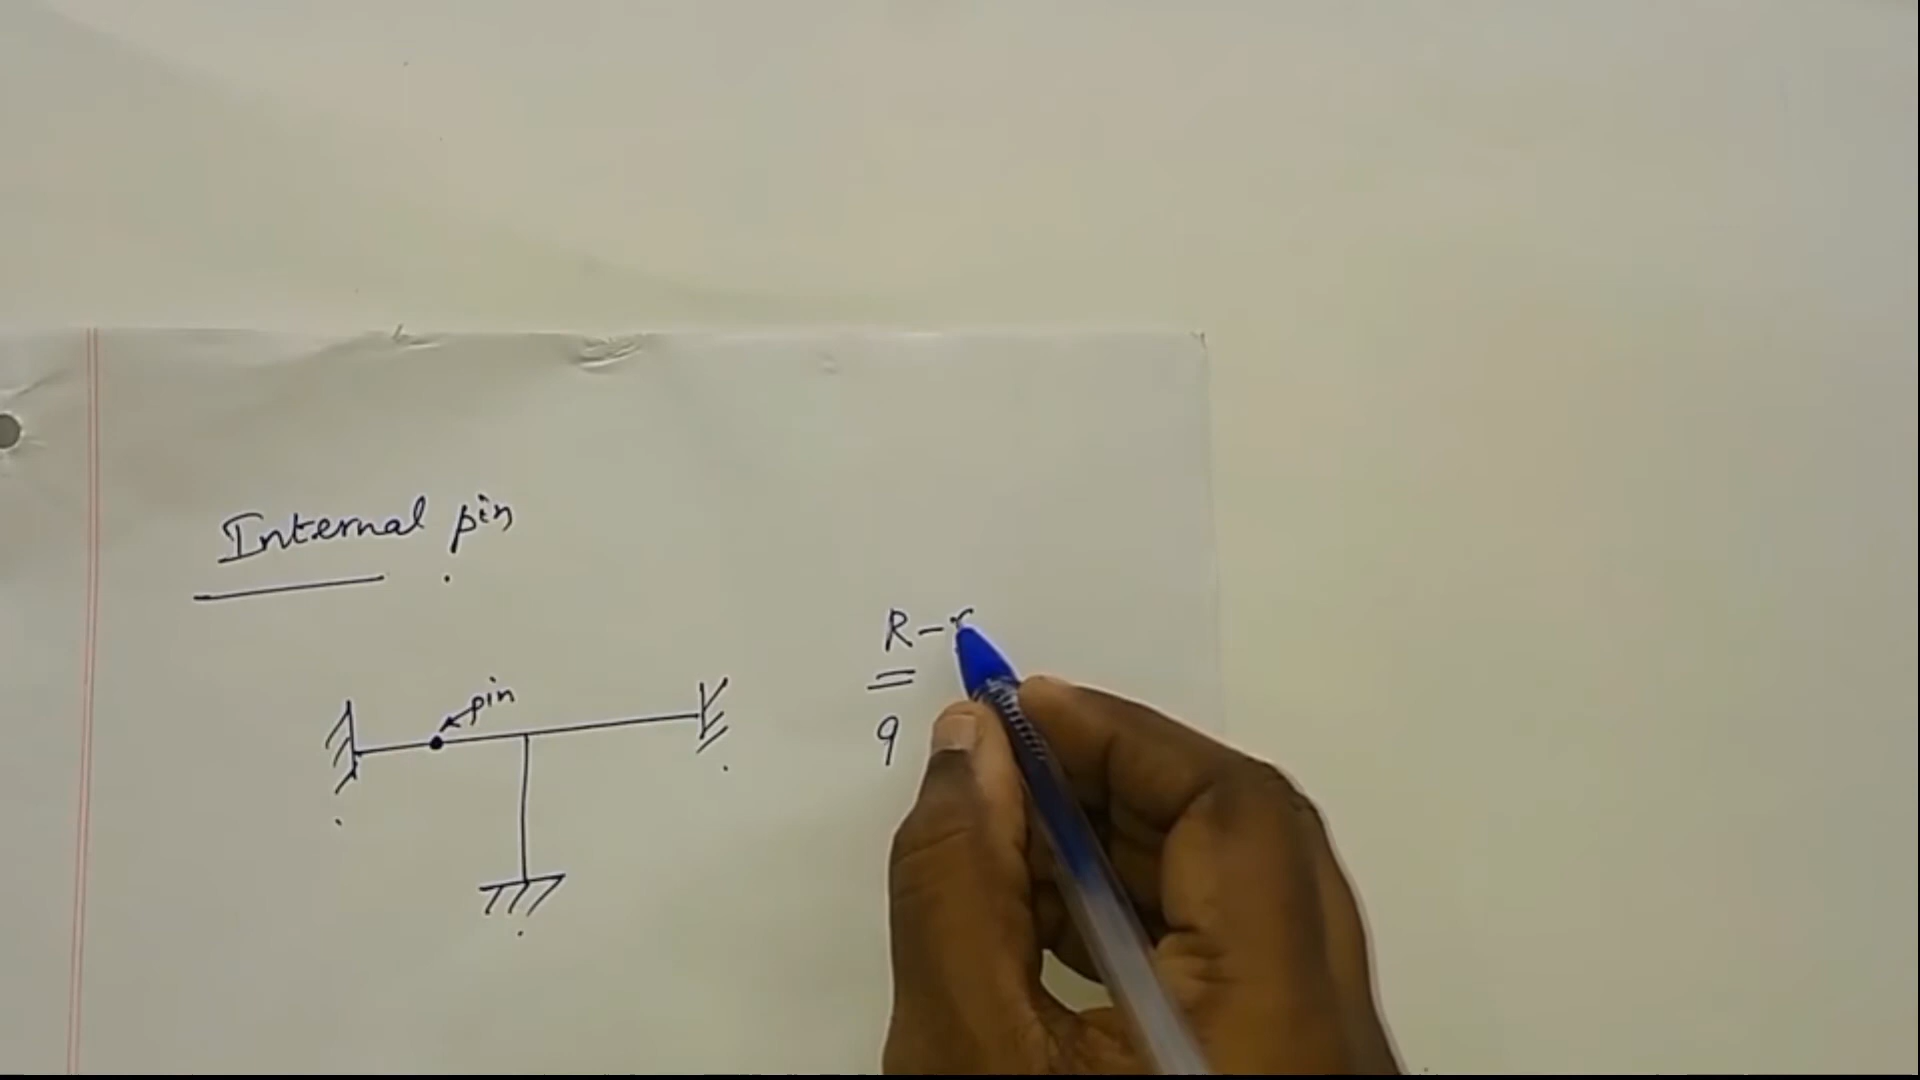 Internal pin
R-r
pin
=
9